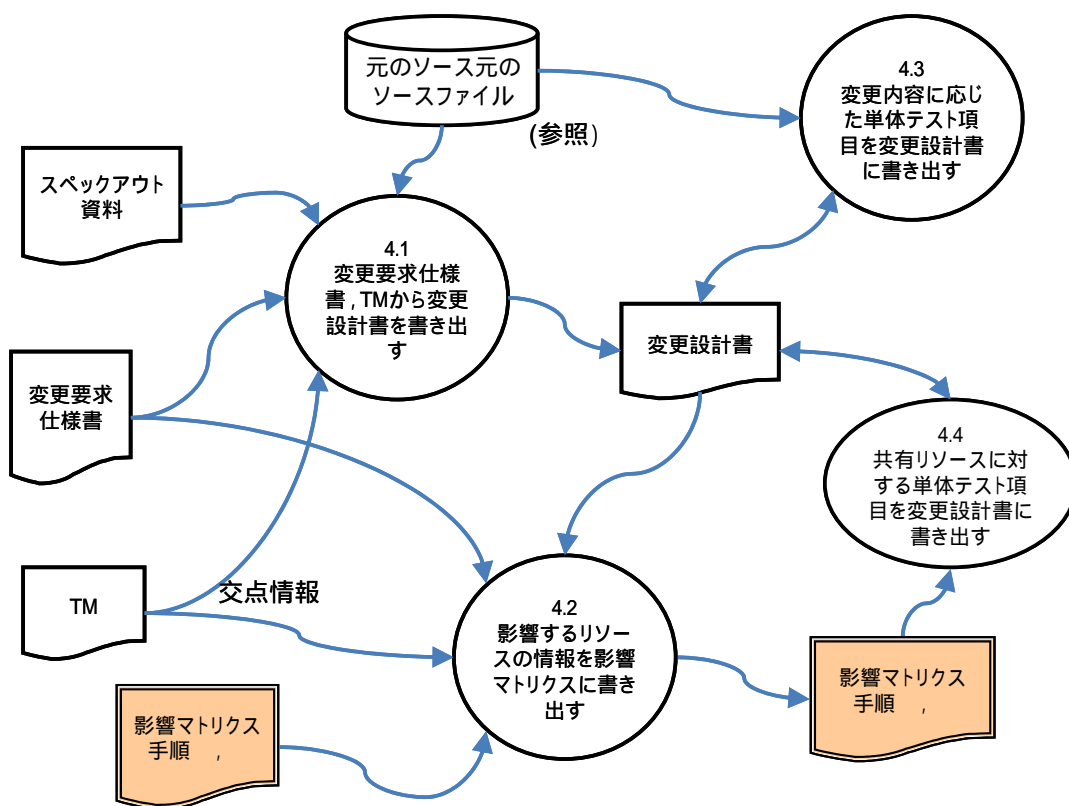 元のソース元の
ソースファイル
(参照)
4.3
変更内容に応じ
た単体テスト項
目を変更設計書
に書き出す
スペックアウト
資料
4.1
変更要求仕様
書,TMから変更
設計書を書き出
す
変更設計書
変更要求
仕様書
4.4
共有リソースに対
する単体テスト項
目を変更設計書に
書き出す
TM
交点情報
4.2
影響するリソー
スの情報を影響
マトリクスに書き
出す
影響マトリクス
手順 ,
影響マトリクス
手順 ,